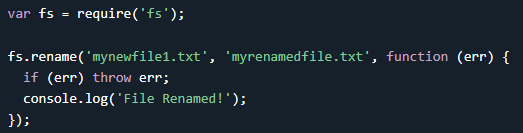 var fs = require('fs');
fs.rename('mynewfile1.txt', 'myrenamedfile.txt', function (err) {
  if (err) throw err;
  console.log('File Renamed!');
});